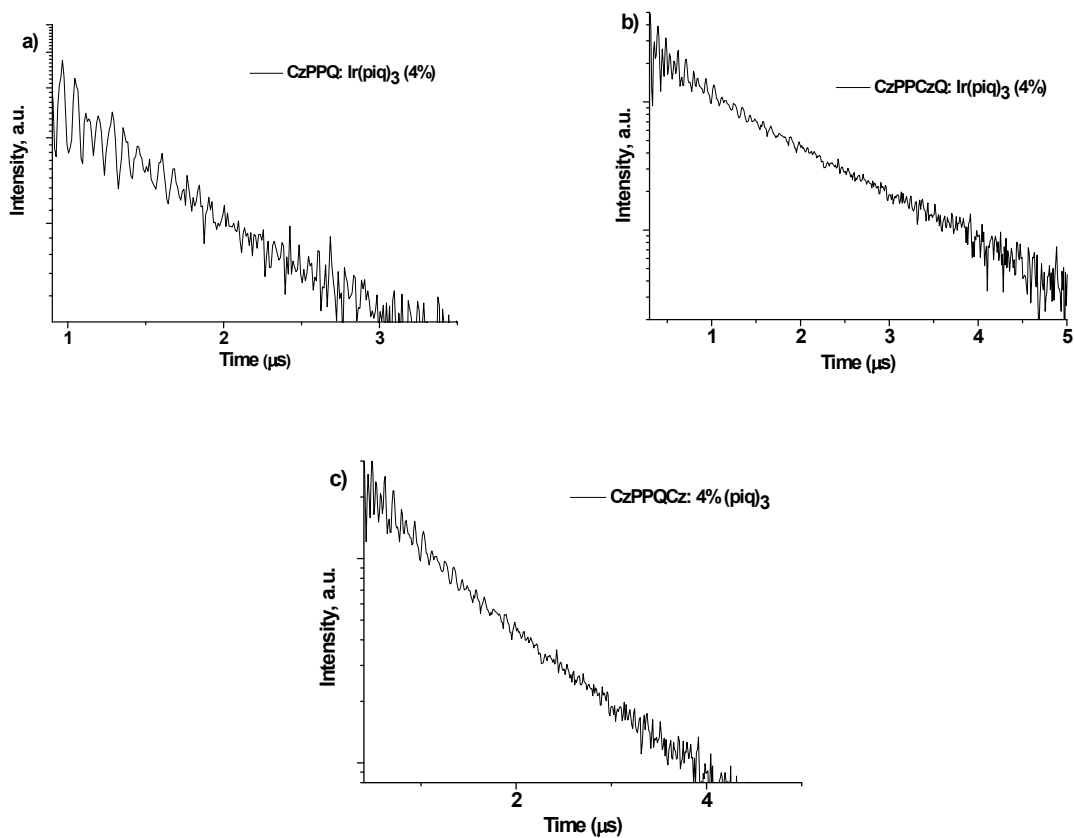 a)
CzPPQ: Ir(piq)3 (4%)
Intensity, a.u.
1 2 3
Time (μs)
b)
CzPPCzQ: Ir(piq)3 (4%)
Intensity, a.u.
1 2 3 4 5
Time (μs)
c)
CzPPQCz: 4% (piq)3
Intensity, a.u.
2 4
Time (μs)